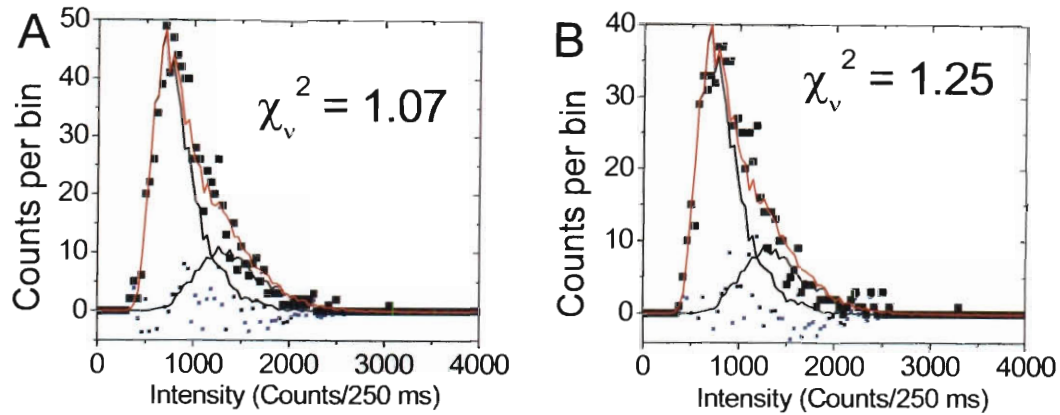 A
χν² = 1.07
Counts per bin
50
40
30
20
10
0
0 1000 2000 3000 4000
Intensity (Counts/250 ms)
B
χν² = 1.25
Counts per bin
40
30
20
10
0
0 1000 2000 3000 4000
Intensity (Counts/250 ms)